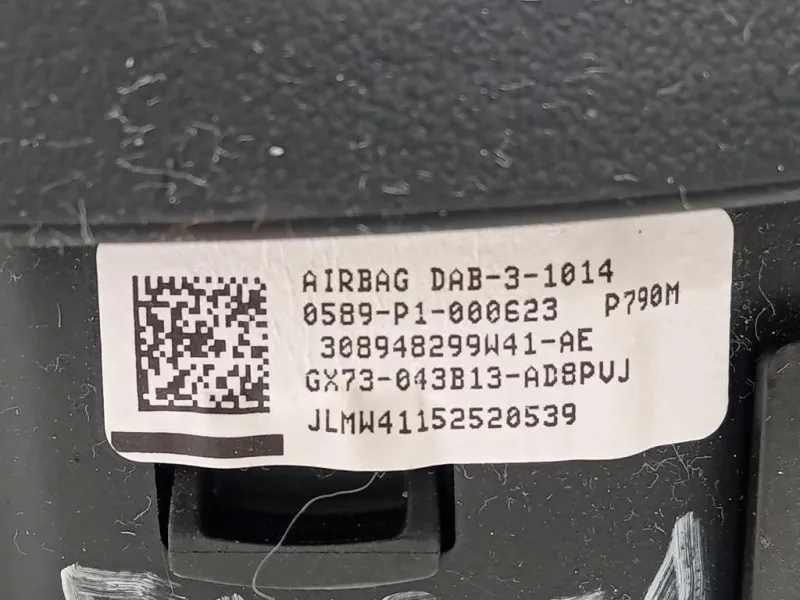 AIRBAG DAB-3-1014
0589-P1-000623 P790M
308948299W41-AE
GX73-043B13-AD8PVJ
JLMW41152520539